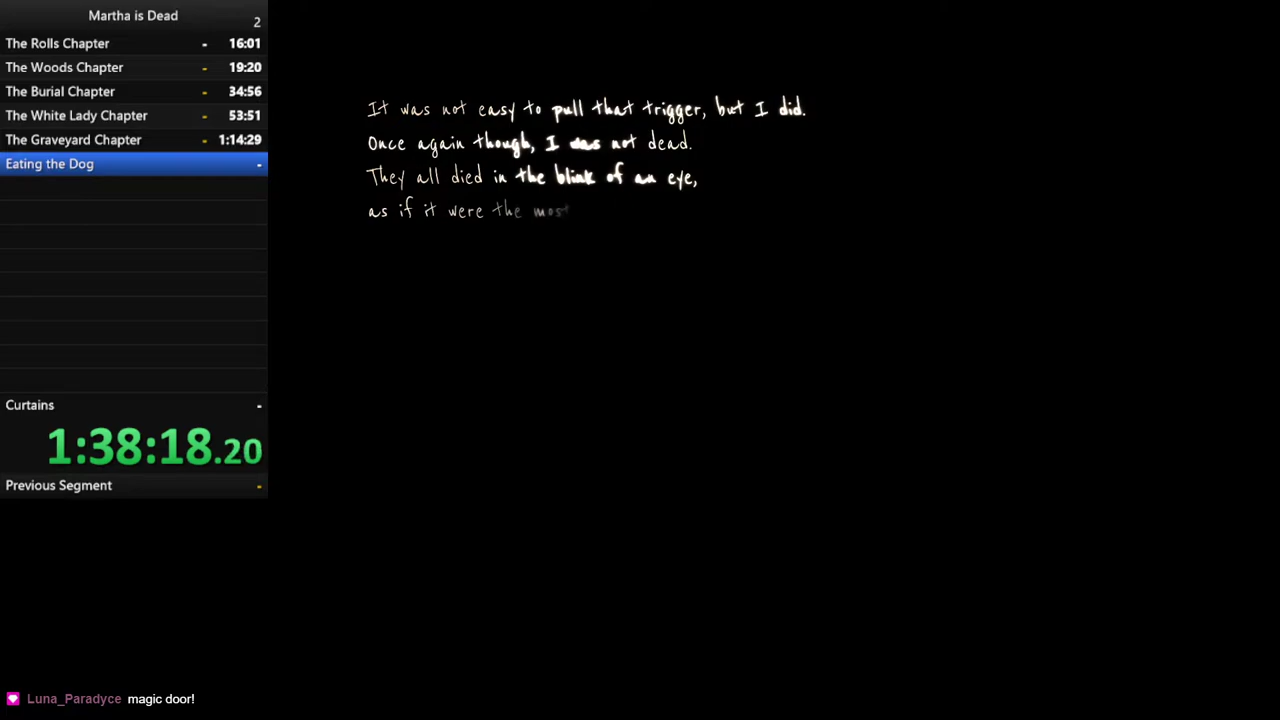 Martha is Dead
2
The Rolls Chapter - 16:01
The Woods Chapter - 19:20
The Burial Chapter - 34:56
The White Lady Chapter - 53:51
The Graveyard Chapter - 1:14:29
Eating the Dog -
Curtains -
1:38:18.20
Previous Segment -
It was not easy to pull that trigger, but I did.
Once again though, I was not dead.
They all died in the blink of an eye,
as if it were the most
Luna_Paradyce magic door!